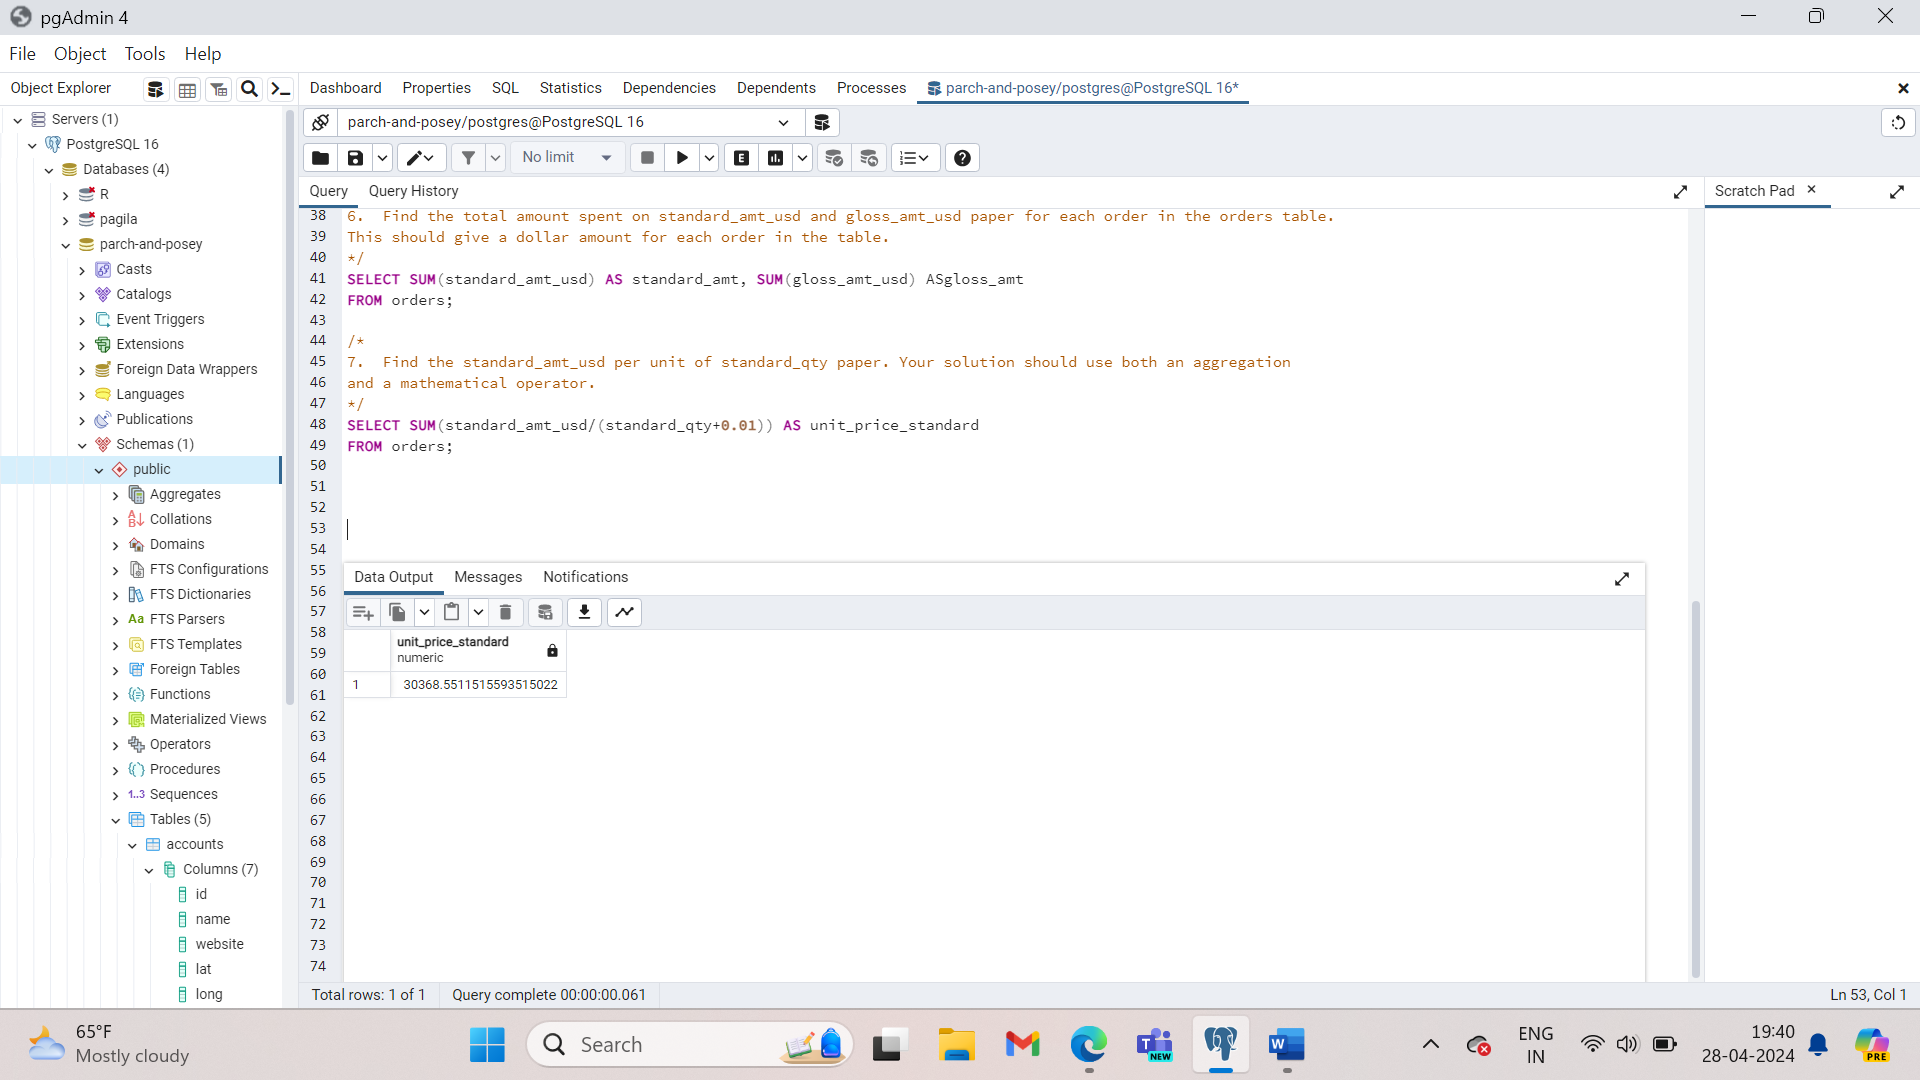 pgAdmin 4
File Object Tools Help
Object Explorer
Dashboard Properties SQL Statistics Dependencies Dependents Processes parch-and-posey/postgres@PostgreSQL 16*
Servers (1)
PostgreSQL 16
Databases (4)
R
pagila
parch-and-posey
Casts
Catalogs
Event Triggers
Extensions
Foreign Data Wrappers
Languages
Publications
Schemas (1)
public
Aggregates
Collations
Domains
FTS Configurations
FTS Dictionaries
Aa FTS Parsers
FTS Templates
Foreign Tables
Functions
Materialized Views
Operators
Procedures
1..3 Sequences
Tables (5)
accounts
Columns (7)
id
name
website
lat
long
parch-and-posey/postgres@PostgreSQL 16
No limit
E
Query Query History
Scratch Pad
38 6. Find the total amount spent on standard_amt_usd and gloss_amt_usd paper for each order in the orders table.
39 This should give a dollar amount for each order in the table.
40 */
41 SELECT SUM(standard_amt_usd) AS standard_amt, SUM(gloss_amt_usd) ASgloss_amt
42 FROM orders;
43
44 /*
45 7. Find the standard_amt_usd per unit of standard_qty paper. Your solution should use both an aggregation
46 and a mathematical operator.
47 */
48 SELECT SUM(standard_amt_usd/(standard_qty+0.01)) AS unit_price_standard
49 FROM orders;
50
51
52
53
54
55
56
57
58
59
60
61
62
63
64
65
66
67
68
69
70
71
72
73
74
Data Output Messages Notifications
unit_price_standard
numeric
1 30368.5511515593515022
Total rows: 1 of 1 Query complete 00:00:00.061
Ln 53, Col 1
65°F
Mostly cloudy
Search
NEW
ENG
IN
19:40
28-04-2024
PRE